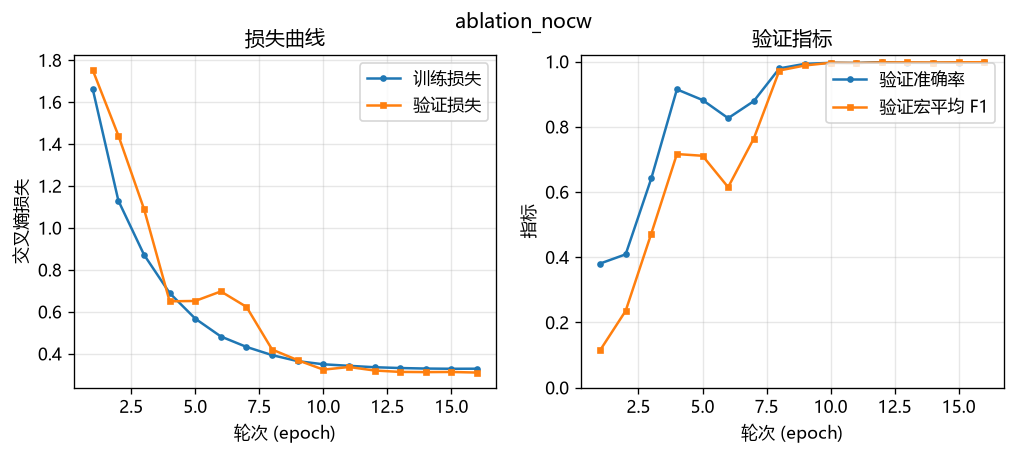 ablation_nocw
损失曲线
1.8
1.6
1.4
1.2
1.0
0.8
0.6
0.4
交叉熵损失
训练损失
验证损失
2.5 5.0 7.5 10.0 12.5 15.0
轮次 (epoch)
验证指标
1.0
0.8
0.6
0.4
0.2
0.0
指标
验证准确率
验证宏平均 F1
2.5 5.0 7.5 10.0 12.5 15.0
轮次 (epoch)